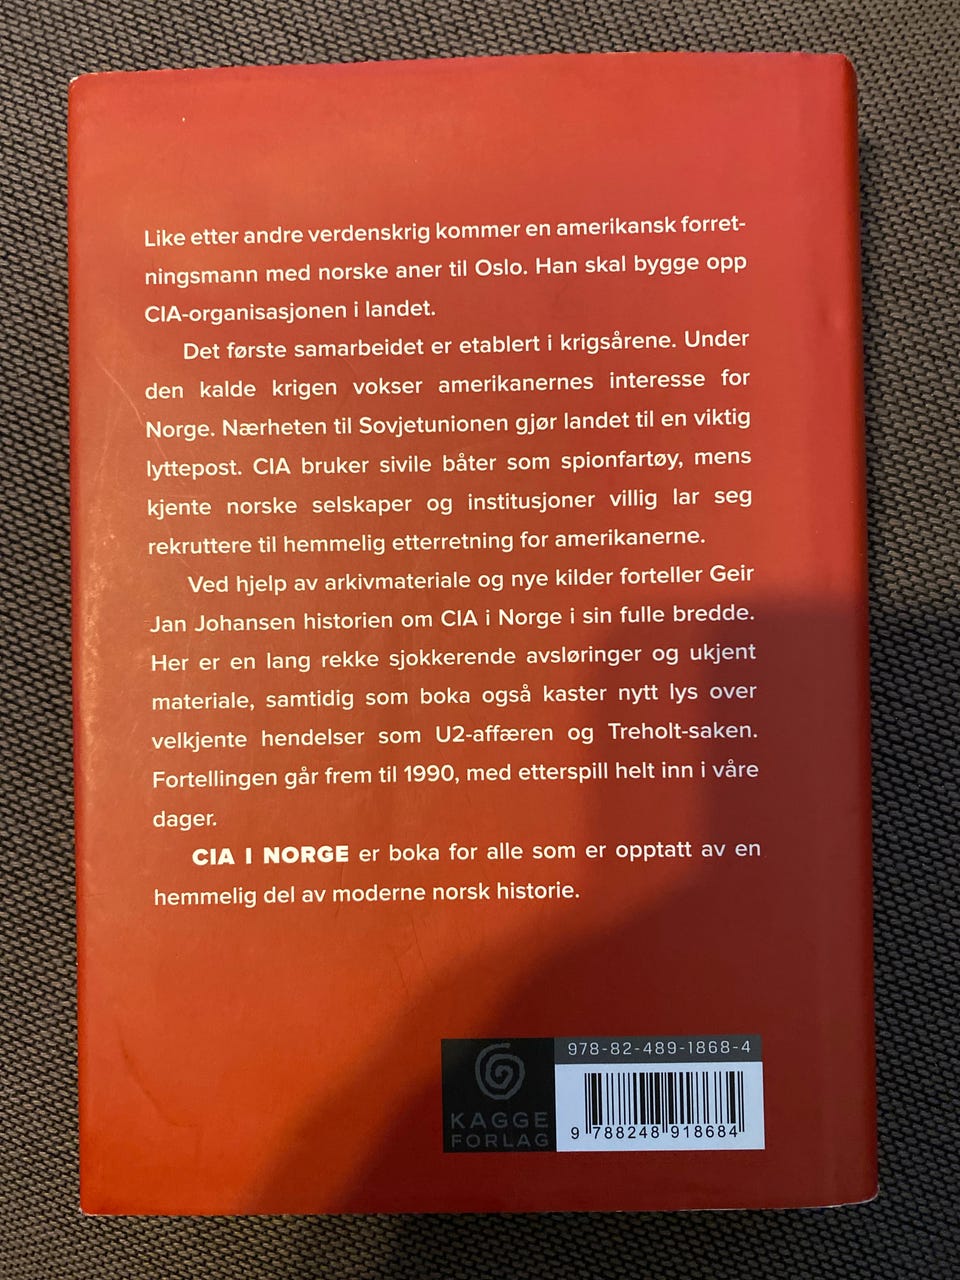 Like etter andre verdenskrig kommer en amerikansk forret-
ningsmann med norske aner til Oslo. Han skal bygge opp
CIA-organisasjonen i landet.
Det første samarbeidet er etablert i krigsårene. Under
den kalde krigen vokser amerikanernes interesse for
Norge. Nærheten til Sovjetunionen gjør landet til en viktig
lyttepost. CIA bruker sivile båter som spionfartøy, mens
kjente norske selskaper og institusjoner villig lar seg
rekruttere til hemmelig etterretning for amerikanerne.
Ved hjelp av arkivmateriale og nye kilder forteller Geir
Jan Johansen historien om CIA i Norge i sin fulle bredde.
Her er en lang rekke sjokkerende avsløringer og ukjent
materiale, samtidig som boka også kaster nytt lys over
velkjente hendelser som U2-affæren og Treholt-saken.
Fortellingen går frem til 1990, med etterspill helt inn i våre
dager.
CIA I NORGE er boka for alle som er opptatt av en
hemmelig del av moderne norsk historie.
978-82-489-1868-4
KAGGE
FORLAG
9 788248 918684